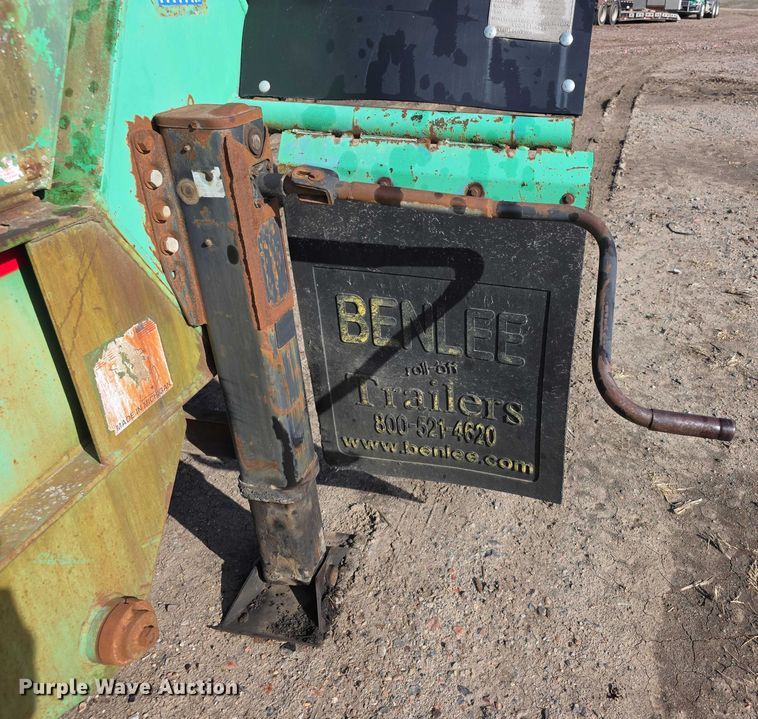 BENLEE
roll-off
Trailers
800-521-4620
www.benlee.com
MADE IN MICHIGAN
Purple Wave Auction